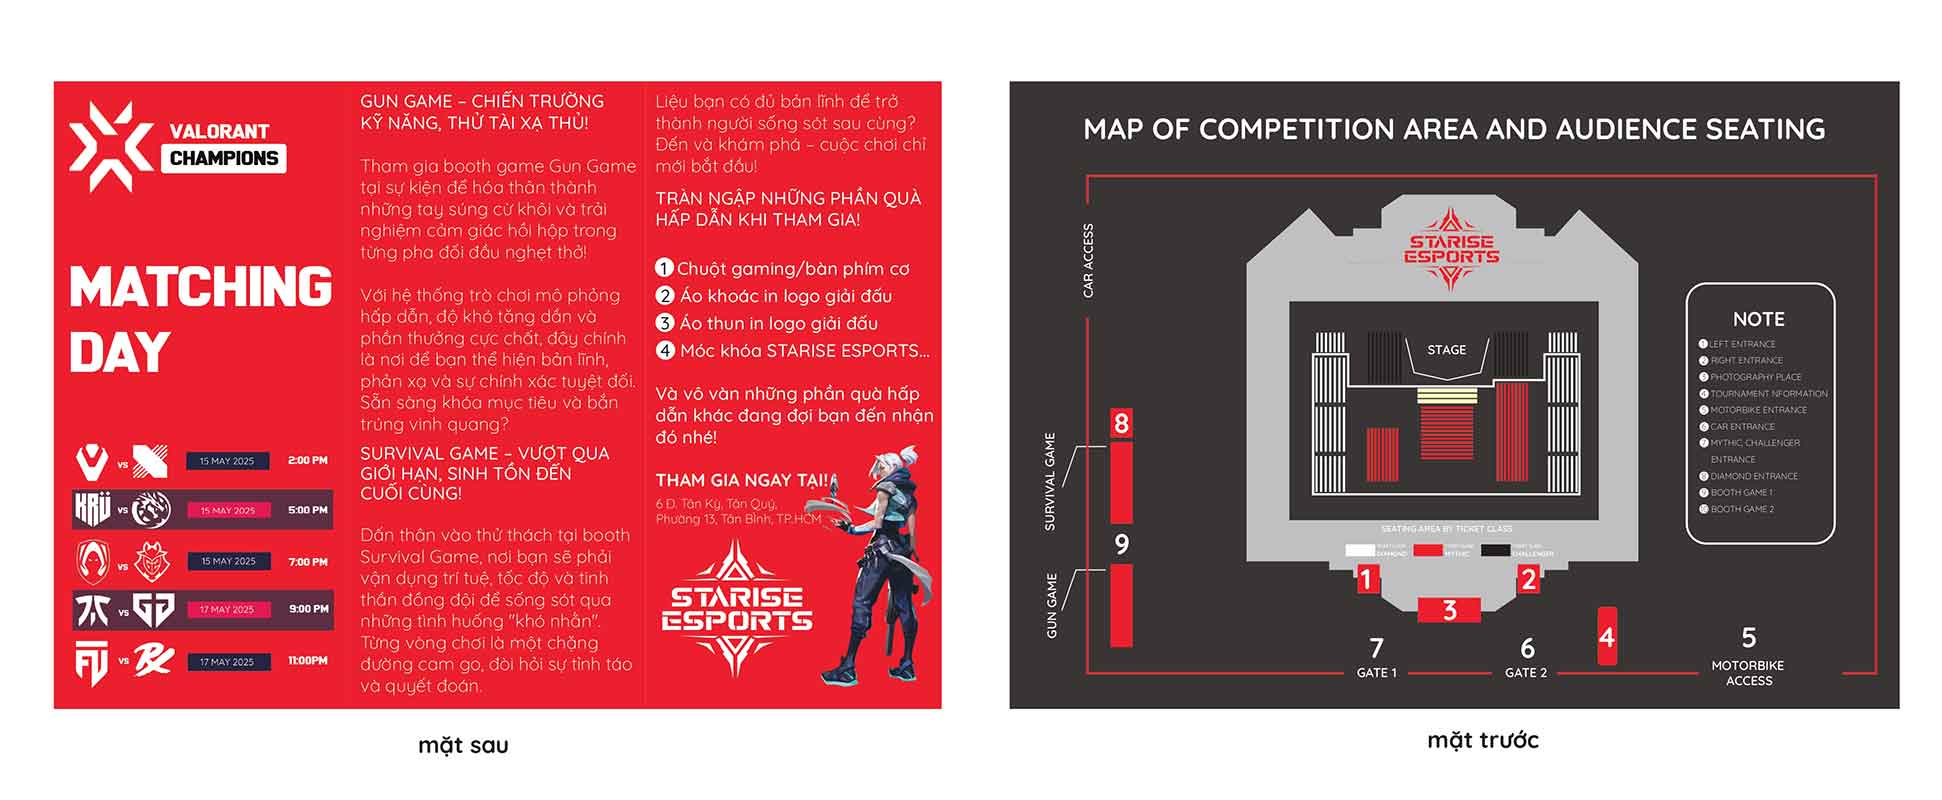 VALORANT
CHAMPIONS
MATCHING
DAY
VS
15 MAY 2025
2:00 PM
KRÜ
VS
15 MAY 2025
5:00 PM
VS
15 MAY 2025
7:00 PM
VS
17 MAY 2025
9:00 PM
VS
17 MAY 2025
11:00PM
GUN GAME – CHIẾN TRƯỜNG
KỸ NĂNG, THỬ TÀI XẠ THỦ!
Tham gia booth game Gun Game
tại sự kiện để hóa thân thành
những tay súng cừ khôi và trải
nghiệm cảm giác hồi hộp trong
từng pha đối đầu nghẹt thở!
Với hệ thống trò chơi mô phỏng
hấp dẫn, độ khó tăng dần và
phần thưởng cực chất, đây chính
là nơi để bạn thể hiện bản lĩnh,
phản xạ và sự chính xác tuyệt đối.
Sẵn sàng khóa mục tiêu và bắn
trúng vinh quang?
SURVIVAL GAME – VƯỢT QUA
GIỚI HẠN, SINH TỒN ĐẾN
CUỐI CÙNG!
Dấn thân vào thử thách tại booth
Survival Game, nơi bạn sẽ phải
vận dụng trí tuệ, tốc độ và tinh
thần đồng đội để sống sót qua
những tình huống "khó nhằn".
Từng vòng chơi là một chặng
đường cam go, đòi hỏi sự tỉnh táo
và quyết đoán.
Liệu bạn có đủ bản lĩnh để trở
thành người sống sót sau cùng?
Đến và khám phá – cuộc chơi chỉ
mới bắt đầu!
TRÀN NGẬP NHỮNG PHẦN QUÀ
HẤP DẪN KHI THAM GIA!
1 Chuột gaming/bàn phím cơ
2 Áo khoác in logo giải đấu
3 Áo thun in logo giải đấu
4 Móc khóa STARISE ESPORTS...
Và vô vàn những phần quà hấp
dẫn khác đang đợi bạn đến nhận
đó nhé!
THAM GIA NGAY TẠI!
6 Đ. Tân Kỳ, Tân Quý,
Phường 13, Tân Bình, TP.HCM
STARISE
ESPORTS
mặt sau
MAP OF COMPETITION AREA AND AUDIENCE SEATING
CAR ACCESS
STARISE
ESPORTS
STAGE
SEATING AREA BY TICKET CLASS
DIAMOND
MYTHIC
CHALLENGER
8
SURVIVAL GAME
9
GUN GAME
1
2
3
4
7
GATE 1
6
GATE 2
5
MOTORBIKE
ACCESS
NOTE
1 LEFT ENTRANCE
2 RIGHT ENTRANCE
3 PHOTOGRAPHY PLACE
4 TOURNAMENT NFORMATION
5 MOTORBIKE ENTRANCE
6 CAR ENTRANCE
7 MYTHIC, CHALLENGER
ENTRANCE
8 DIAMOND ENTRANCE
9 BOOTH GAME 1
10 BOOTH GAME 2
mặt trước